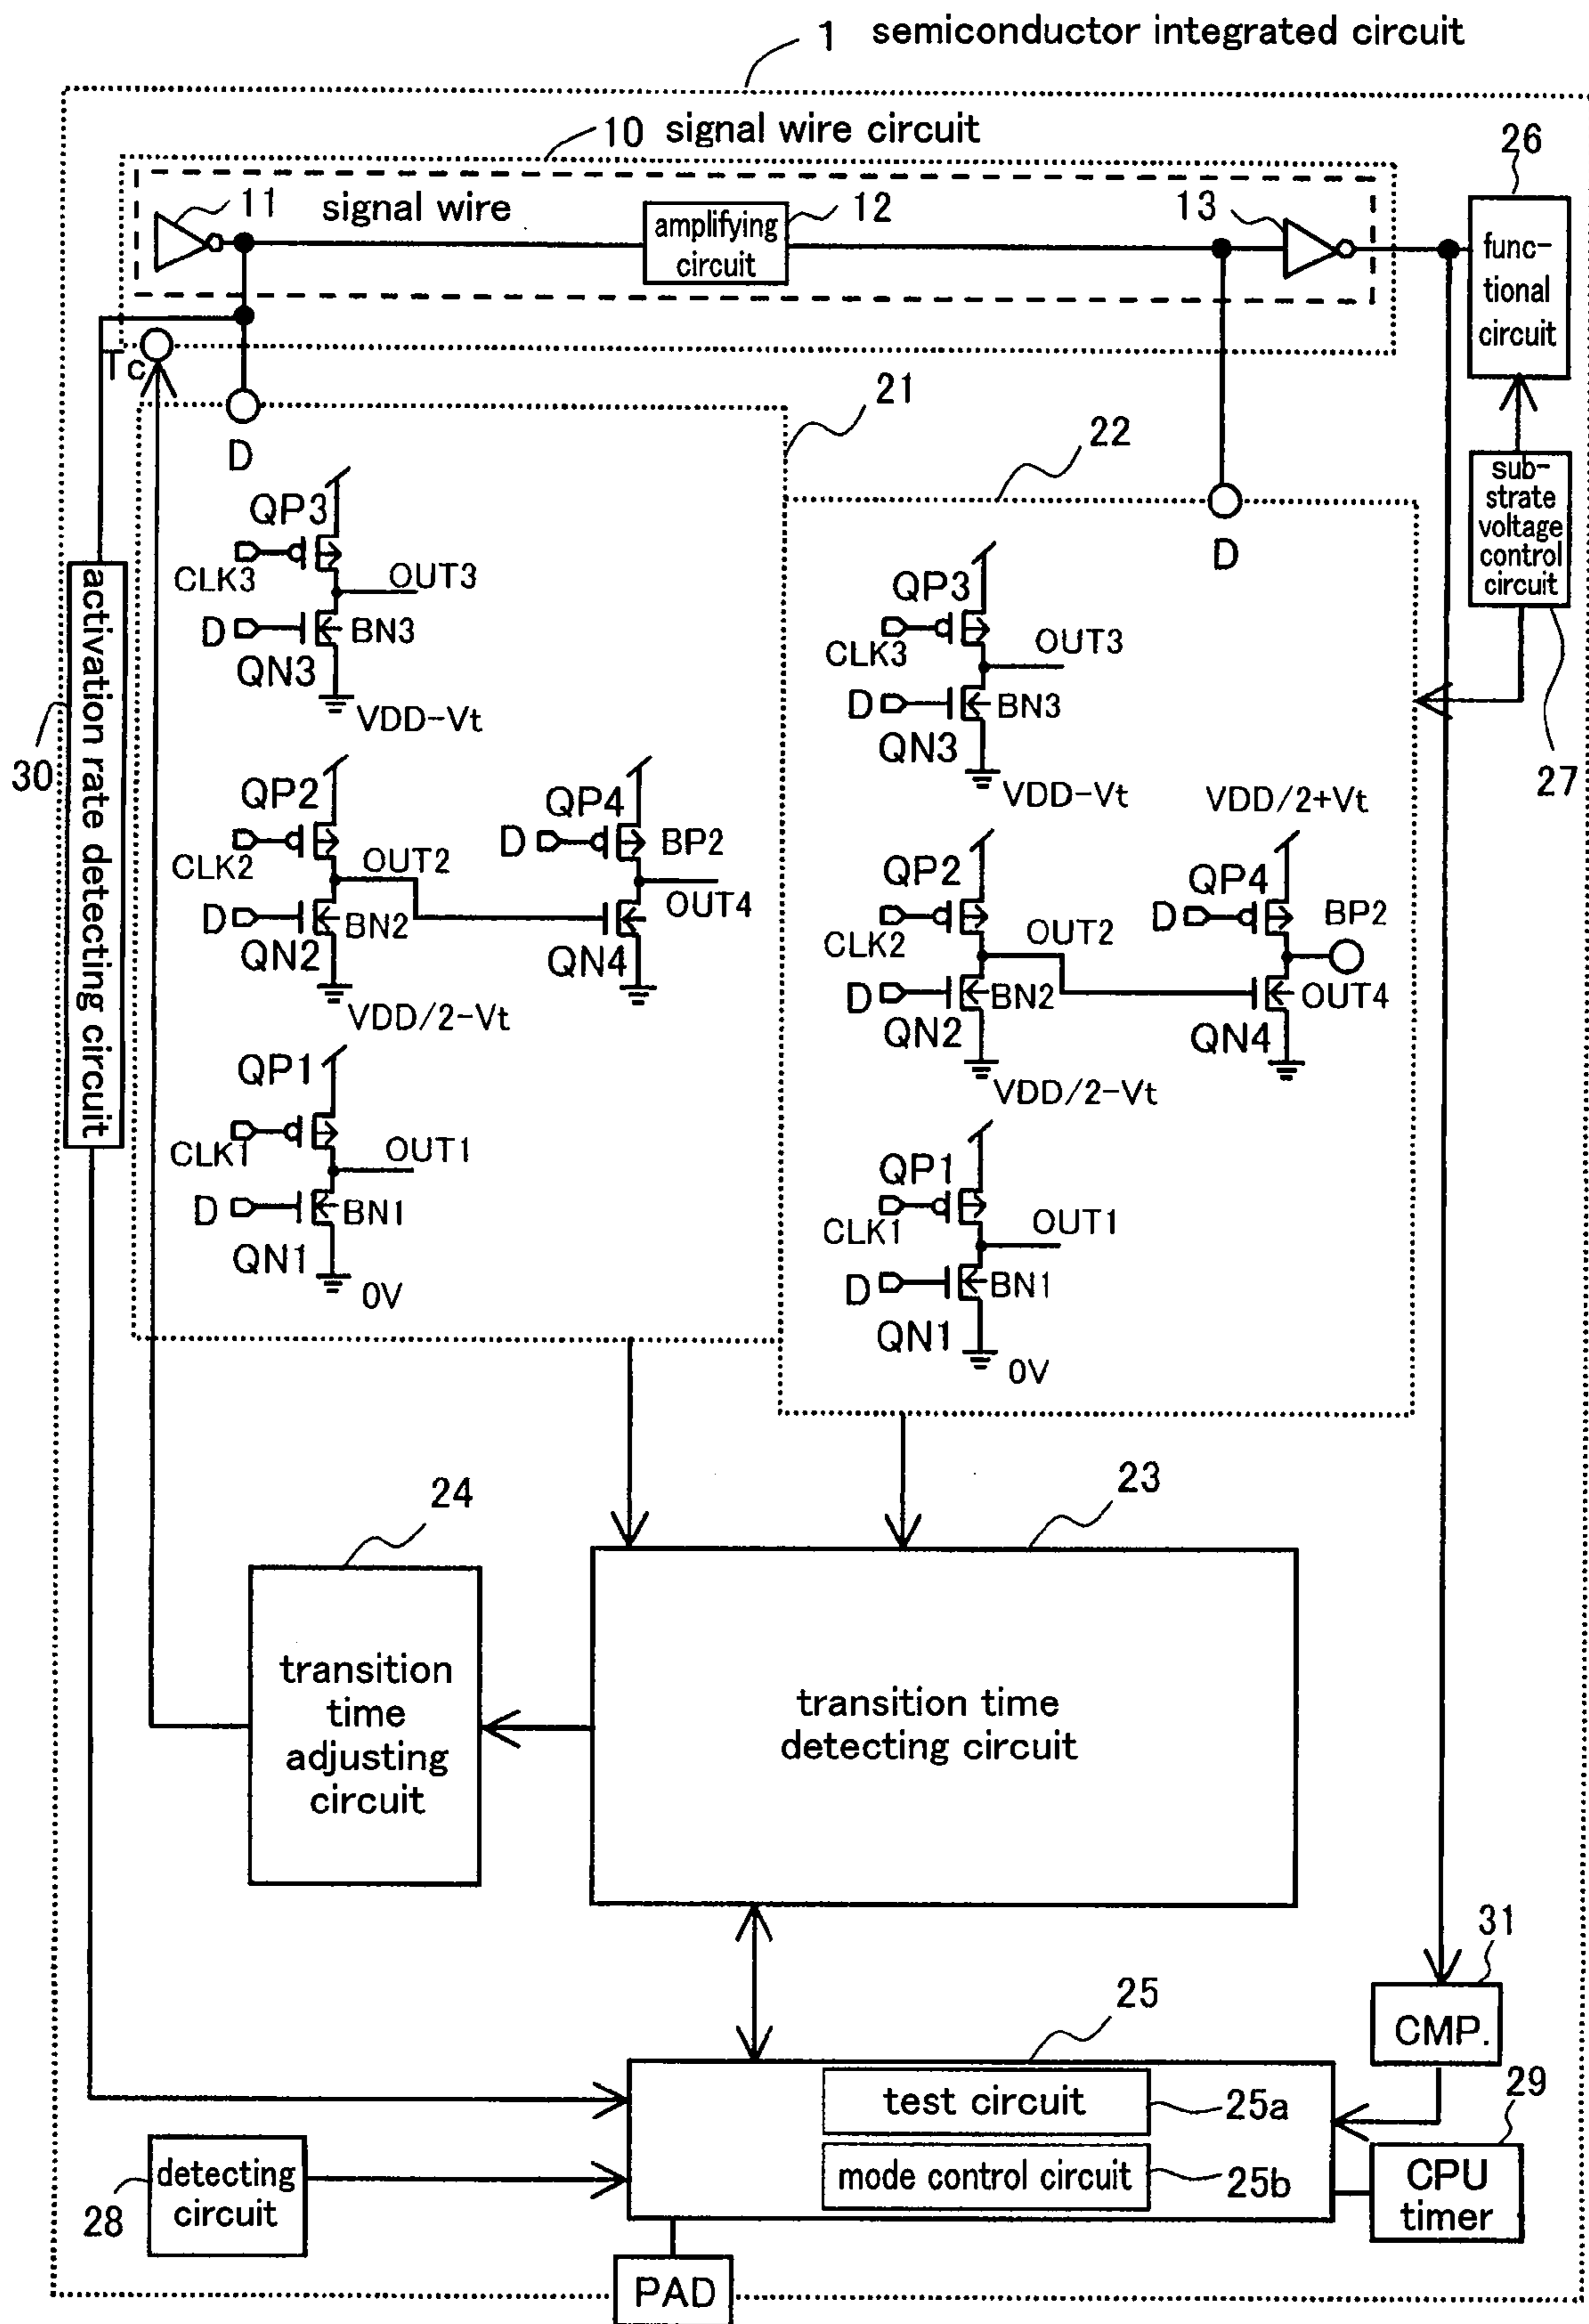 1 semiconductor integrated circuit
10 signal wire circuit
26
11
signal wire
amplifying
circuit
12
13
func-
tional
circuit
Tc
D
21
22
D
sub-
strate
voltage
control
circuit
27
30
activation rate detecting circuit
QP3
CLK3
OUT3
D
BN3
QN3
VDD-Vt
QP2
CLK2
OUT2
D
BN2
QN2
VDD/2-Vt
QP4
D
BP2
OUT4
QN4
QP1
CLK1
OUT1
D
BN1
QN1
0V
QP3
CLK3
OUT3
D
BN3
QN3
VDD-Vt
VDD/2+Vt
QP2
CLK2
OUT2
D
BN2
QN2
VDD/2-Vt
QP4
D
BP2
OUT4
QN4
QP1
CLK1
OUT1
D
BN1
QN1
0V
24
23
transition
time
adjusting
circuit
transition time
detecting circuit
31
CMP.
25
test circuit
25a
mode control circuit
25b
29
CPU
timer
detecting
circuit
28
PAD